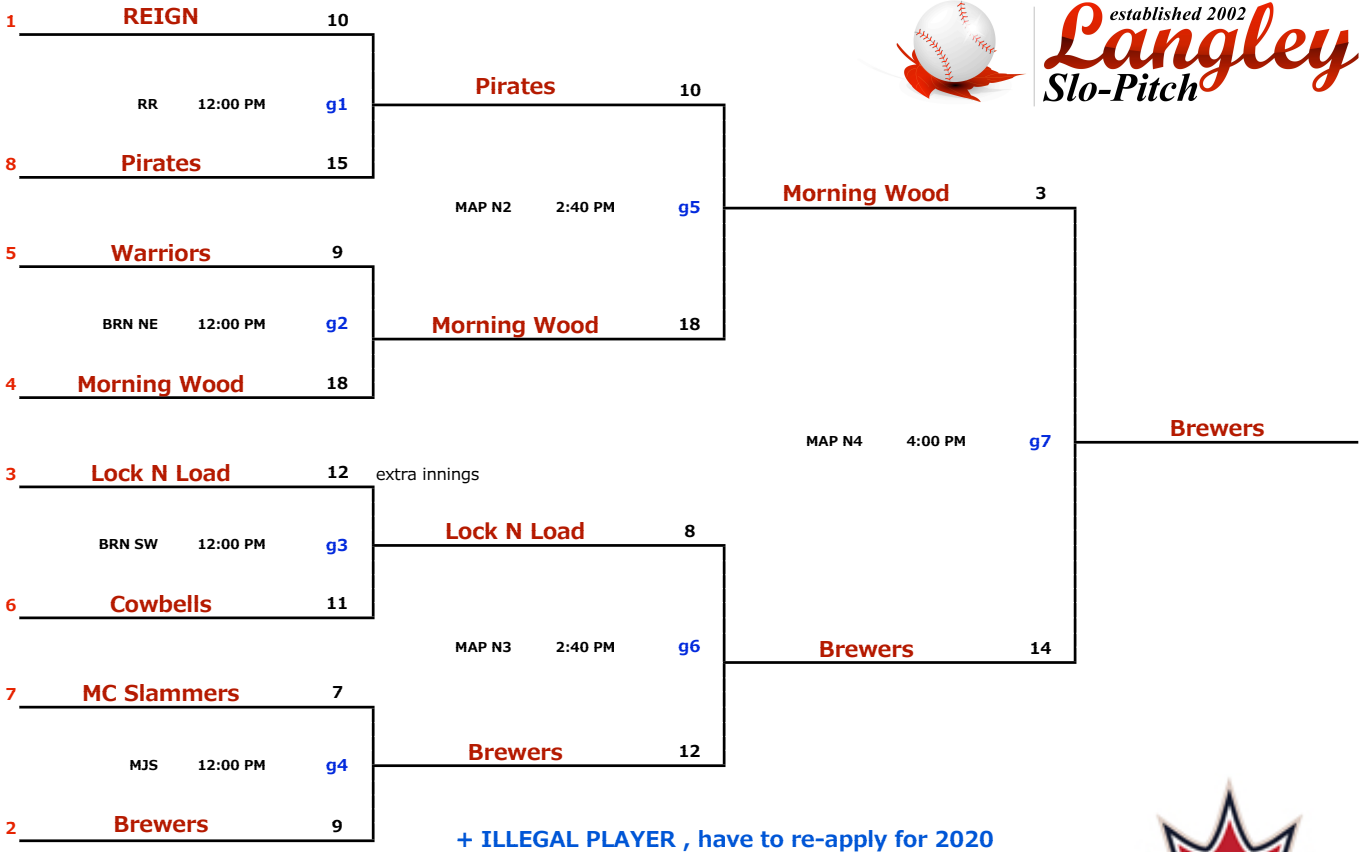 established 2002
Langley
Slo-Pitch
1 REIGN 10
RR 12:00 PM g1
8 Pirates 15
Pirates 10
MAP N2 2:40 PM g5
Morning Wood 18
5 Warriors 9
BRN NE 12:00 PM g2
4 Morning Wood 18
Morning Wood 3
MAP N4 4:00 PM g7
Brewers 14
Brewers
3 Lock N Load 12 extra innings
BRN SW 12:00 PM g3
6 Cowbells 11
Lock N Load 8
MAP N3 2:40 PM g6
Brewers 12
7 MC Slammers 7
MJS 12:00 PM g4
2 Brewers 9
+ ILLEGAL PLAYER , have to re-apply for 2020